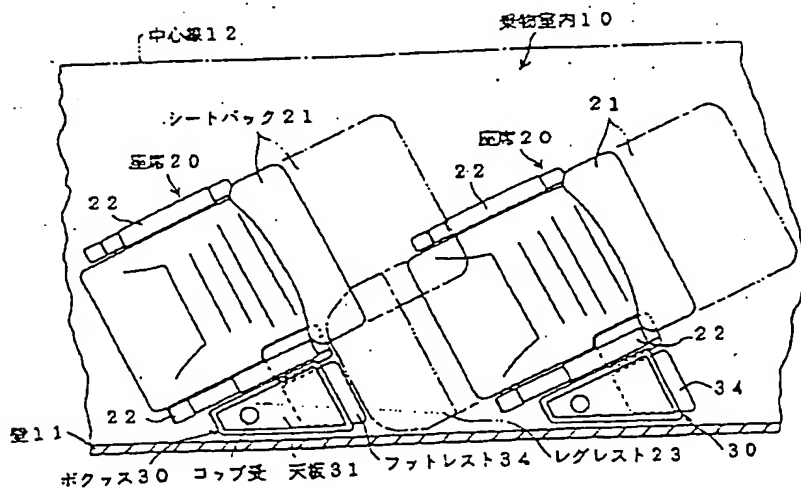 中心線12
受物室内10
シートバック21
21
座席20
座席20
22
22
22
22
34
壁11
30
ボクッス30 コップ受 天板31 フットレスト34 レグレスト23